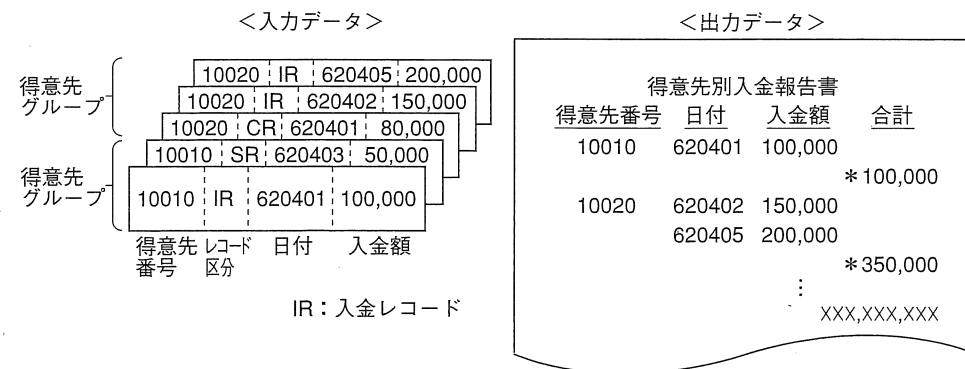 <入力データ>
得意先
グループ
10020 IR 620405 200,000
10020 IR 620402 150,000
10020 CR 620401 80,000
得意先
グループ
10010 SR 620403 50,000
10010 IR 620401 100,000
得意先番号 レコード区分 日付 入金額
IR：入金レコード
<出力データ>
得意先別入金報告書
得意先番号 日付 入金額 合計
10010 620401 100,000
*100,000
10020 620402 150,000
620405 200,000
*350,000
⋮
XXX,XXX,XXX